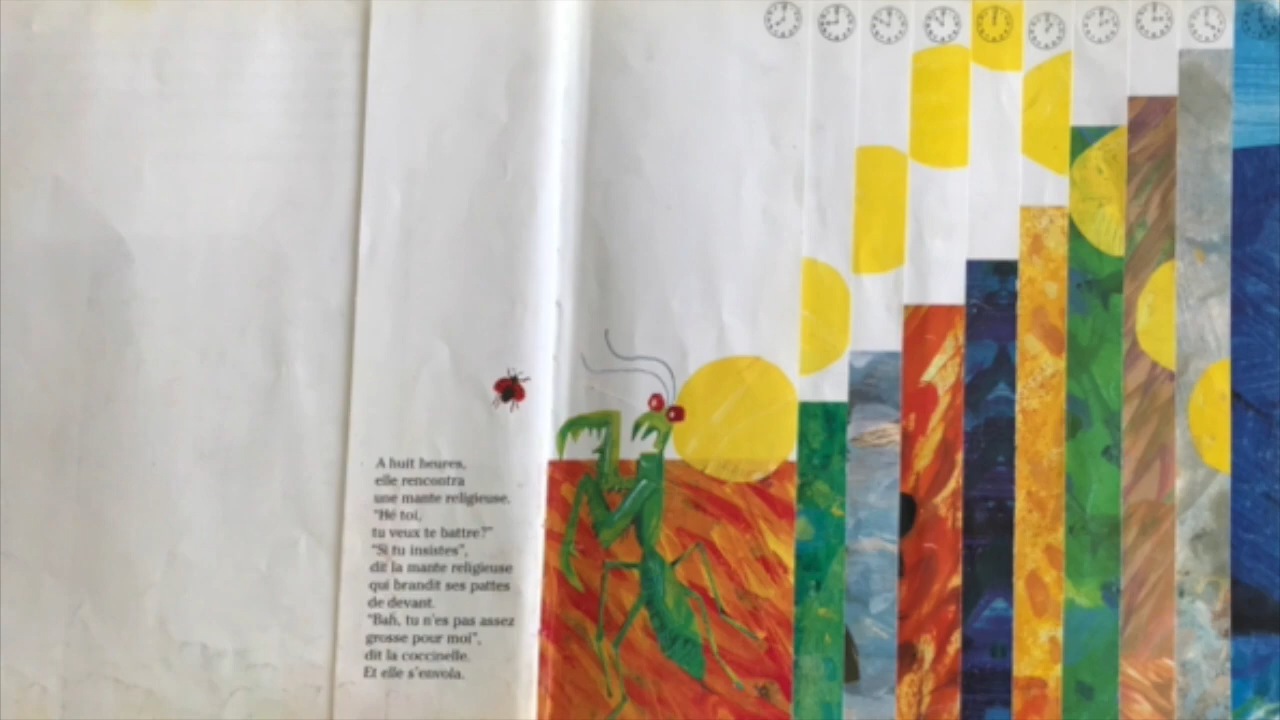 A huit heures,
elle rencontra
une mante religieuse.
"Hé toi,
tu veux te battre?"
"Si tu insistes",
dit la mante religieuse
qui brandit ses pattes
de devant.
"Bah, tu n'es pas assez
grosse pour moi",
dit la coccinelle.
Et elle s'envola.